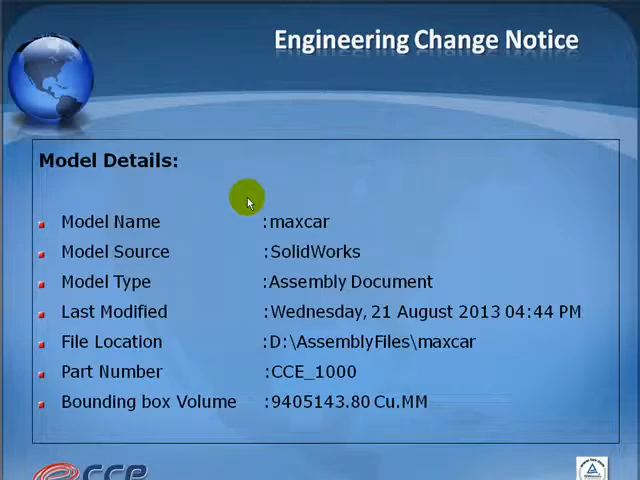 Engineering Change Notice
Model Details:
Model Name :maxcar
Model Source :SolidWorks
Model Type :Assembly Document
Last Modified :Wednesday, 21 August 2013 04:44 PM
File Location :D:\AssemblyFiles\maxcar
Part Number :CCE_1000
Bounding box Volume :9405143.80 Cu.MM